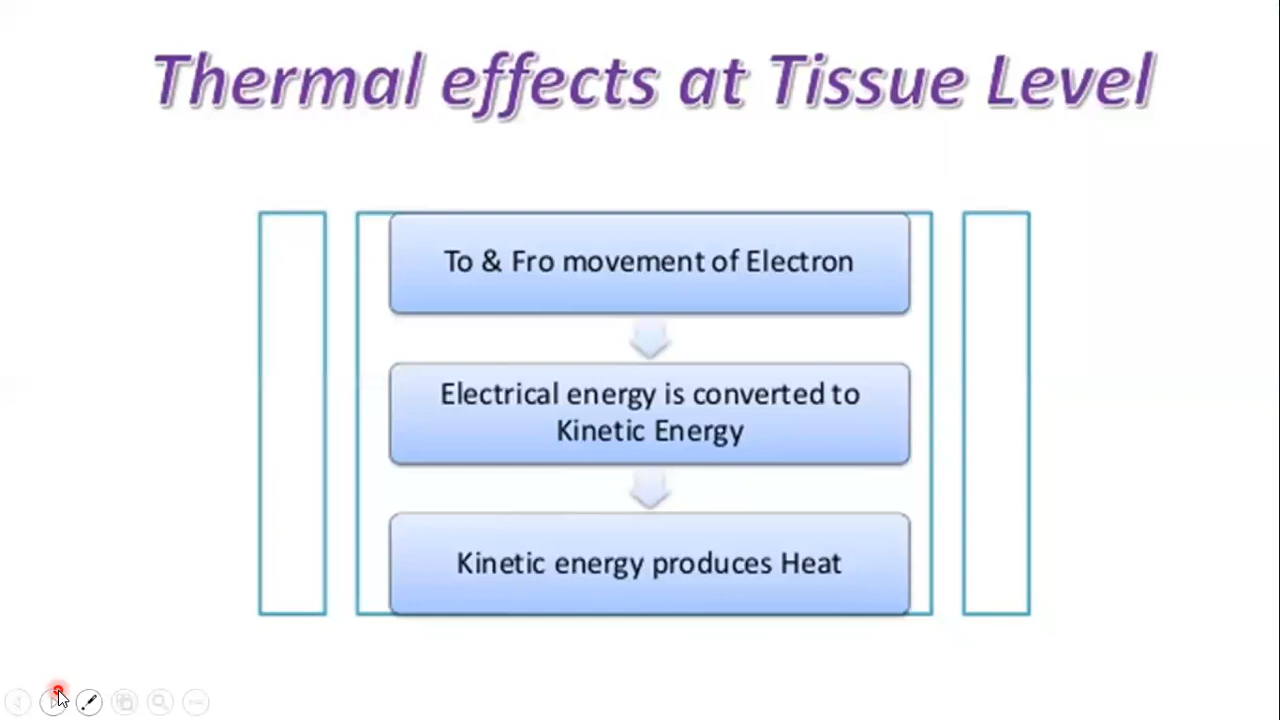 Thermal effects at Tissue Level
To & Fro movement of Electron
Electrical energy is converted to
Kinetic Energy
Kinetic energy produces Heat